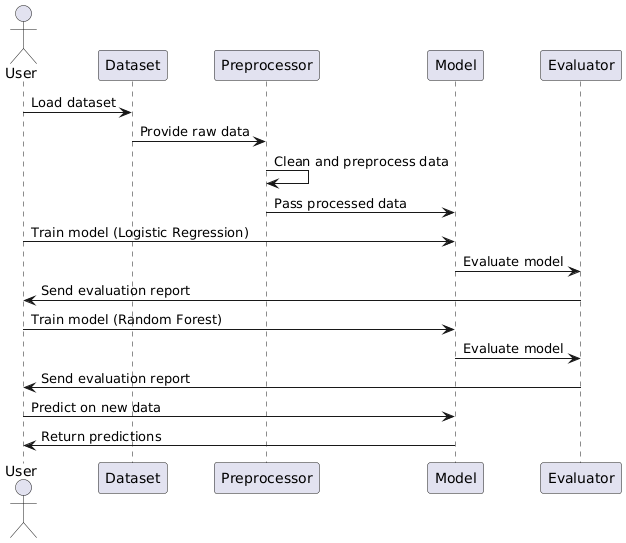 User
Dataset
Preprocessor
Model
Evaluator
Load dataset
Provide raw data
Clean and preprocess data
Pass processed data
Train model (Logistic Regression)
Evaluate model
Send evaluation report
Train model (Random Forest)
Evaluate model
Send evaluation report
Predict on new data
Return predictions
User
Dataset
Preprocessor
Model
Evaluator